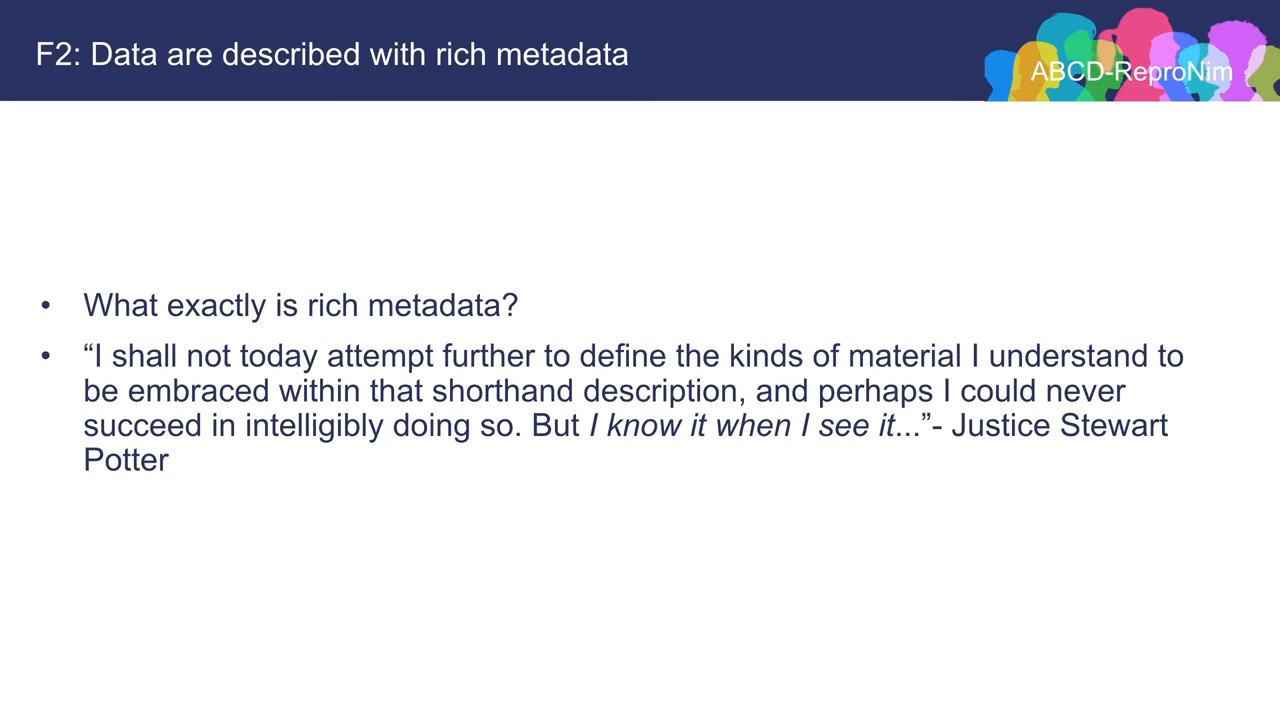 F2: Data are described with rich metadata
ABCD-ReproNim
• What exactly is rich metadata?
• “I shall not today attempt further to define the kinds of material I understand to
be embraced within that shorthand description, and perhaps I could never
succeed in intelligibly doing so. But I know it when I see it...”- Justice Stewart
Potter